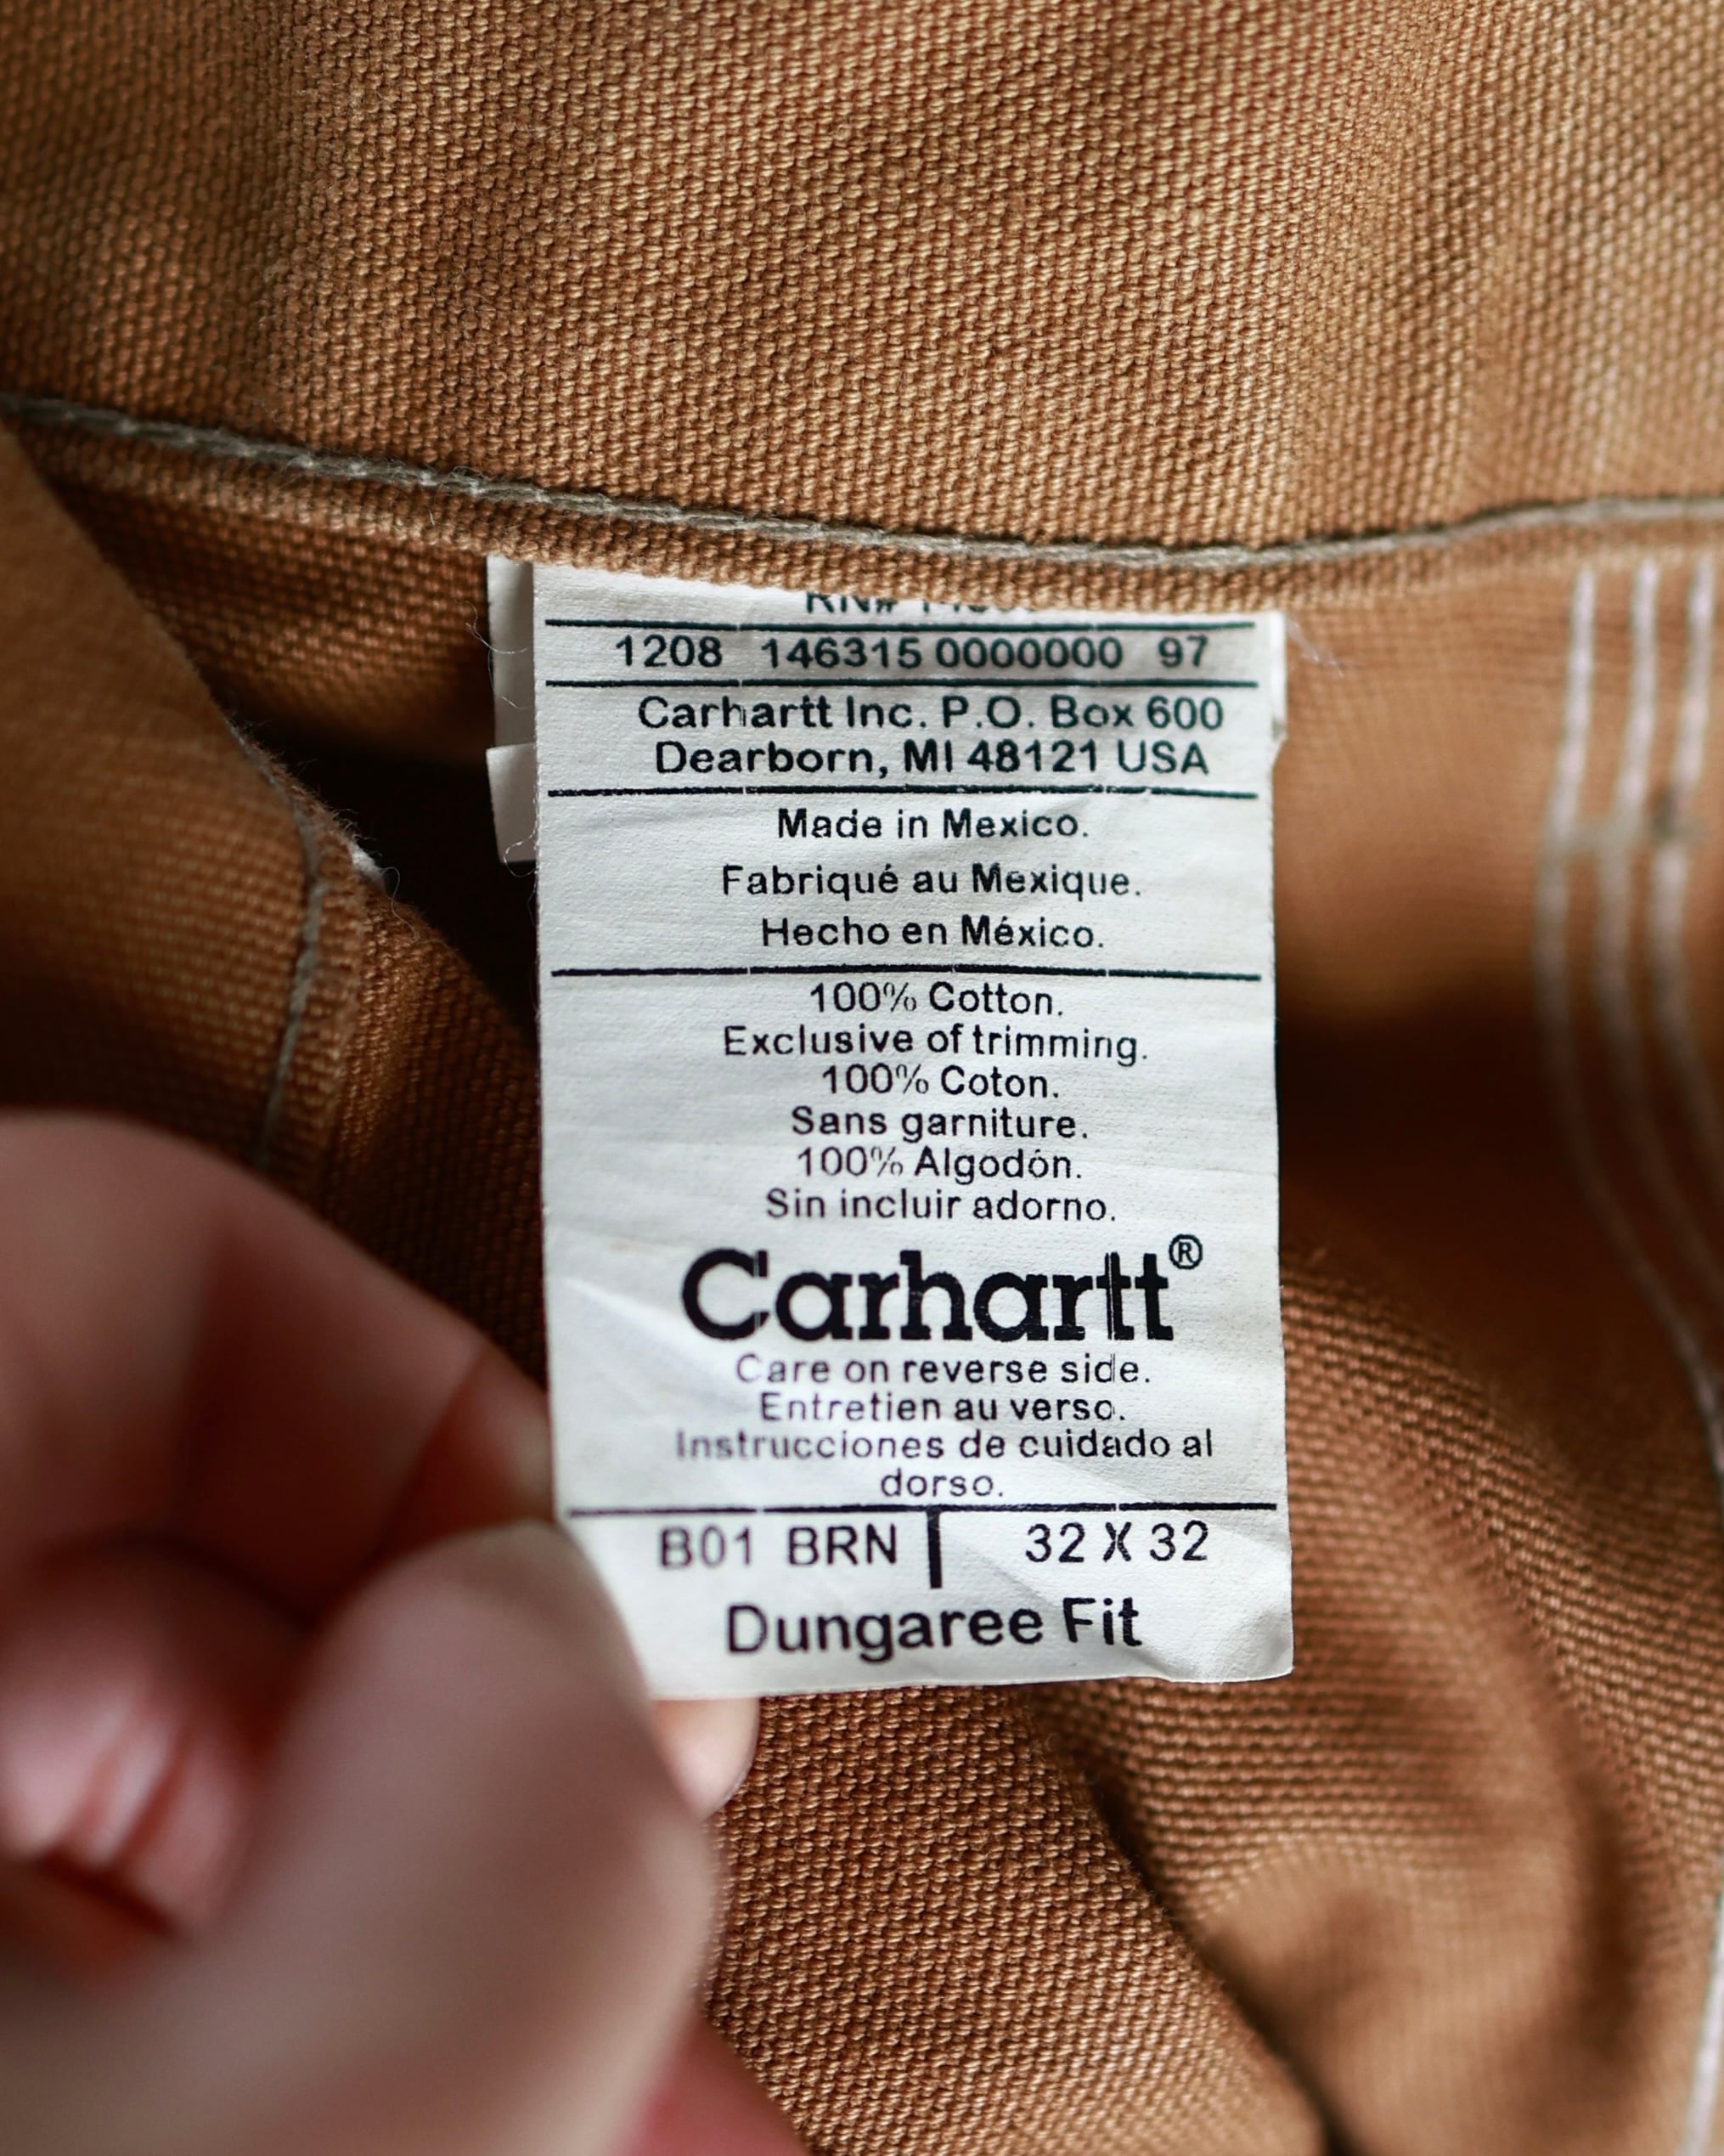 RN#
1208 146315 0000000 97
Carhartt Inc. P.O. Box 600
Dearborn, MI 48121 USA
Made in Mexico.
Fabriqué au Mexique.
Hecho en México.
100% Cotton.
Exclusive of trimming.
100% Coton.
Sans garniture.
100% Algodón.
Sin incluir adorno.
Carhartt®
Care on reverse side.
Entretien au verso.
Instrucciones de cuidado al
dorso.
B01 BRN | 32 X 32
Dungaree Fit